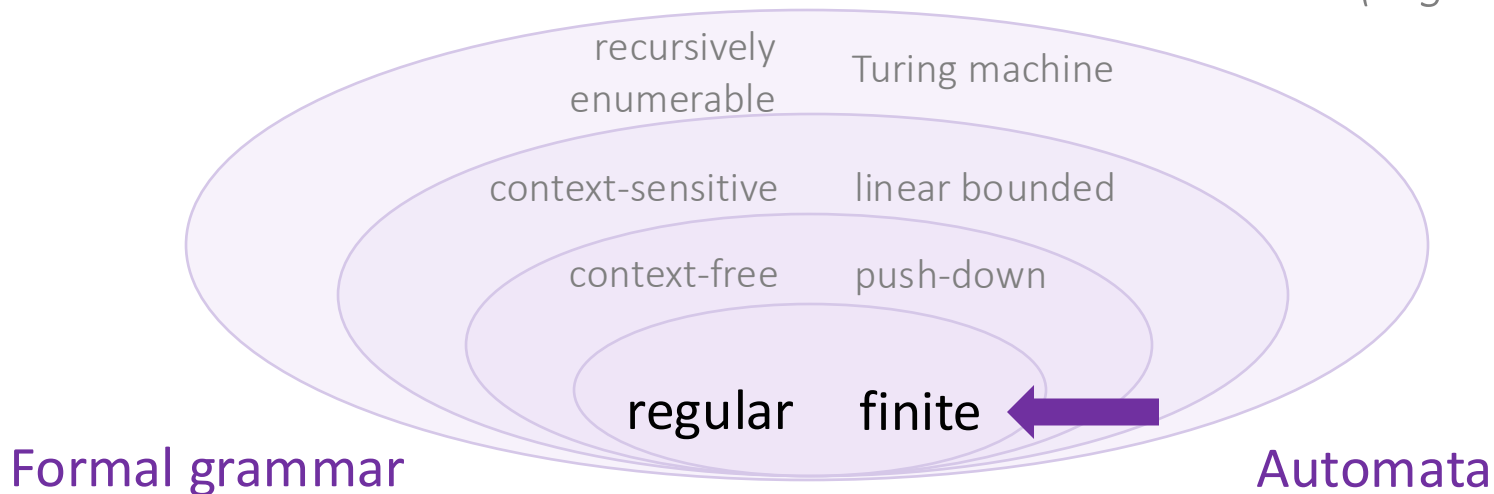 recursively
enumerable
Turing machine
context-sensitive
linear bounded
context-free
push-down
regular
finite
Formal grammar
Automata